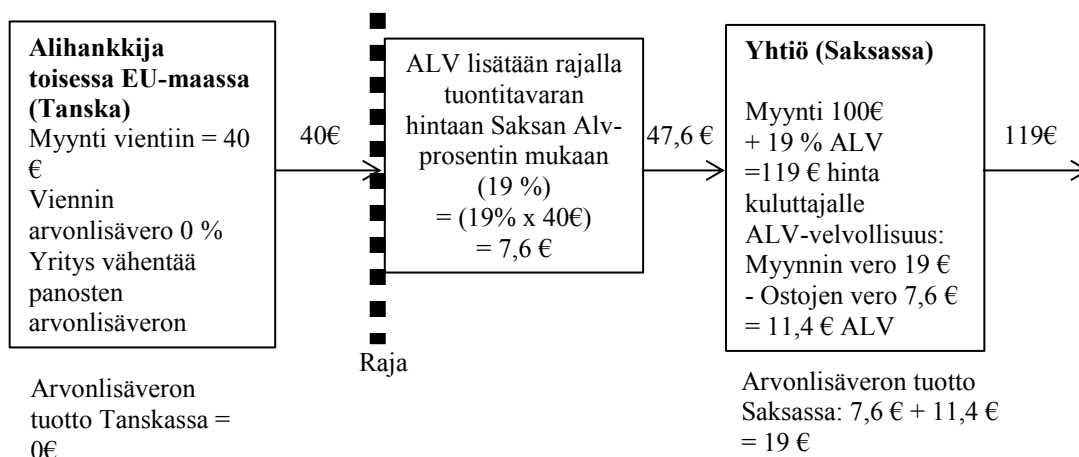 Alihankkija
toisessa EU-maassa
(Tanska)
Myynti vientiin = 40
€
Viennin
arvonlisävero 0 %
Yritys vähentää
panosten
arvonlisäveron
Arvonlisäveron
tuotto Tanskassa =
0€
40€
Raja
ALV lisätään rajalla
tuontitavaran
hintaan Saksan Alv-
prosentin mukaan
(19 %)
= (19% x 40€)
= 7,6 €
47,6 €
Yhtiö (Saksassa)
Myynti 100€
+ 19 % ALV
=119 € hinta
kuluttajalle
ALV-velvollisuus:
Myynnin vero 19 €
- Ostojen vero 7,6 €
= 11,4 € ALV
Arvonlisäveron tuotto
Saksassa: 7,6 € + 11,4 €
= 19 €
119€